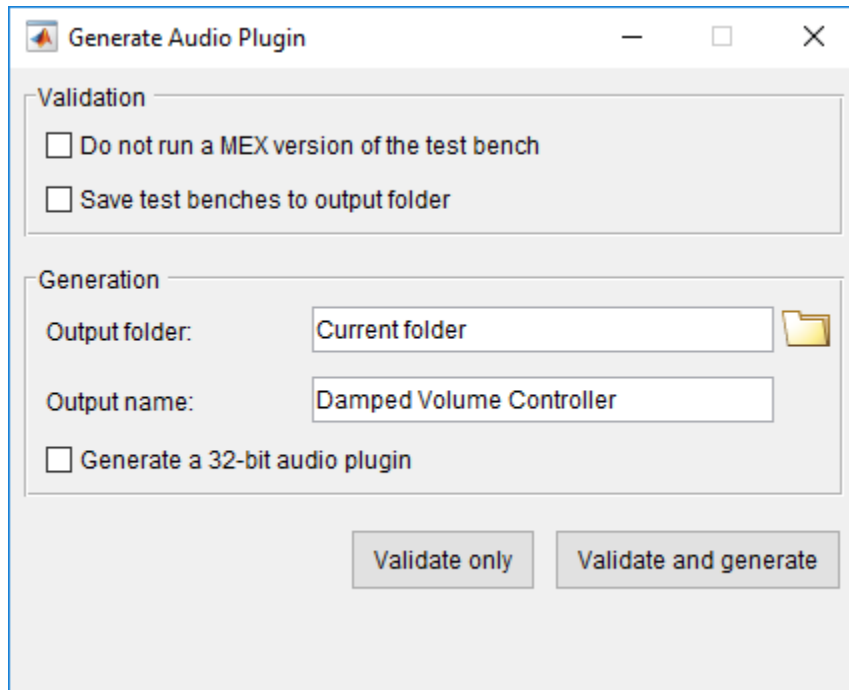 Generate Audio Plugin
Validation
Do not run a MEX version of the test bench
Save test benches to output folder
Generation
Output folder: Current folder
Output name: Damped Volume Controller
Generate a 32-bit audio plugin
Validate only Validate and generate